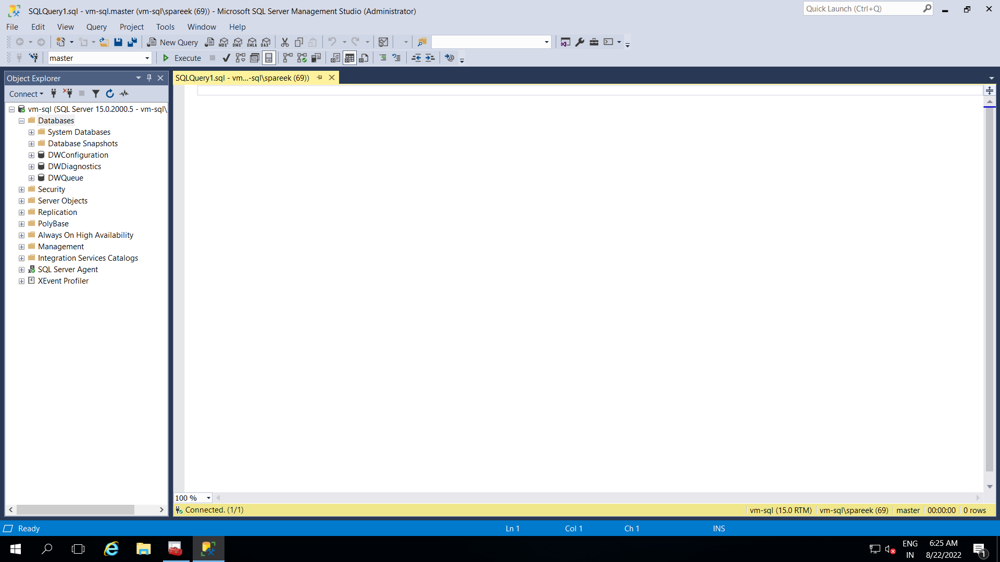 SQLQuery1.sql - vm-sql.master (vm-sql\spareek (69)) - Microsoft SQL Server Management Studio (Administrator)
Quick Launch (Ctrl+Q)
File Edit View Query Project Tools Window Help
New Query MDX DMX XMLA DAX
master Execute
Object Explorer
SQLQuery1.sql - vm...-sql\spareek (69))
Connect
vm-sql (SQL Server 15.0.2000.5 - vm-sql\
Databases
System Databases
Database Snapshots
DWConfiguration
DWDiagnostics
DWQueue
Security
Server Objects
Replication
PolyBase
Always On High Availability
Management
Integration Services Catalogs
SQL Server Agent
XEvent Profiler
100 %
Connected. (1/1) vm-sql (15.0 RTM) vm-sql\spareek (69) master 00:00:00 0 rows
Ready Ln 1 Col 1 Ch 1 INS
ENG
IN
6:25 AM
8/22/2022
1